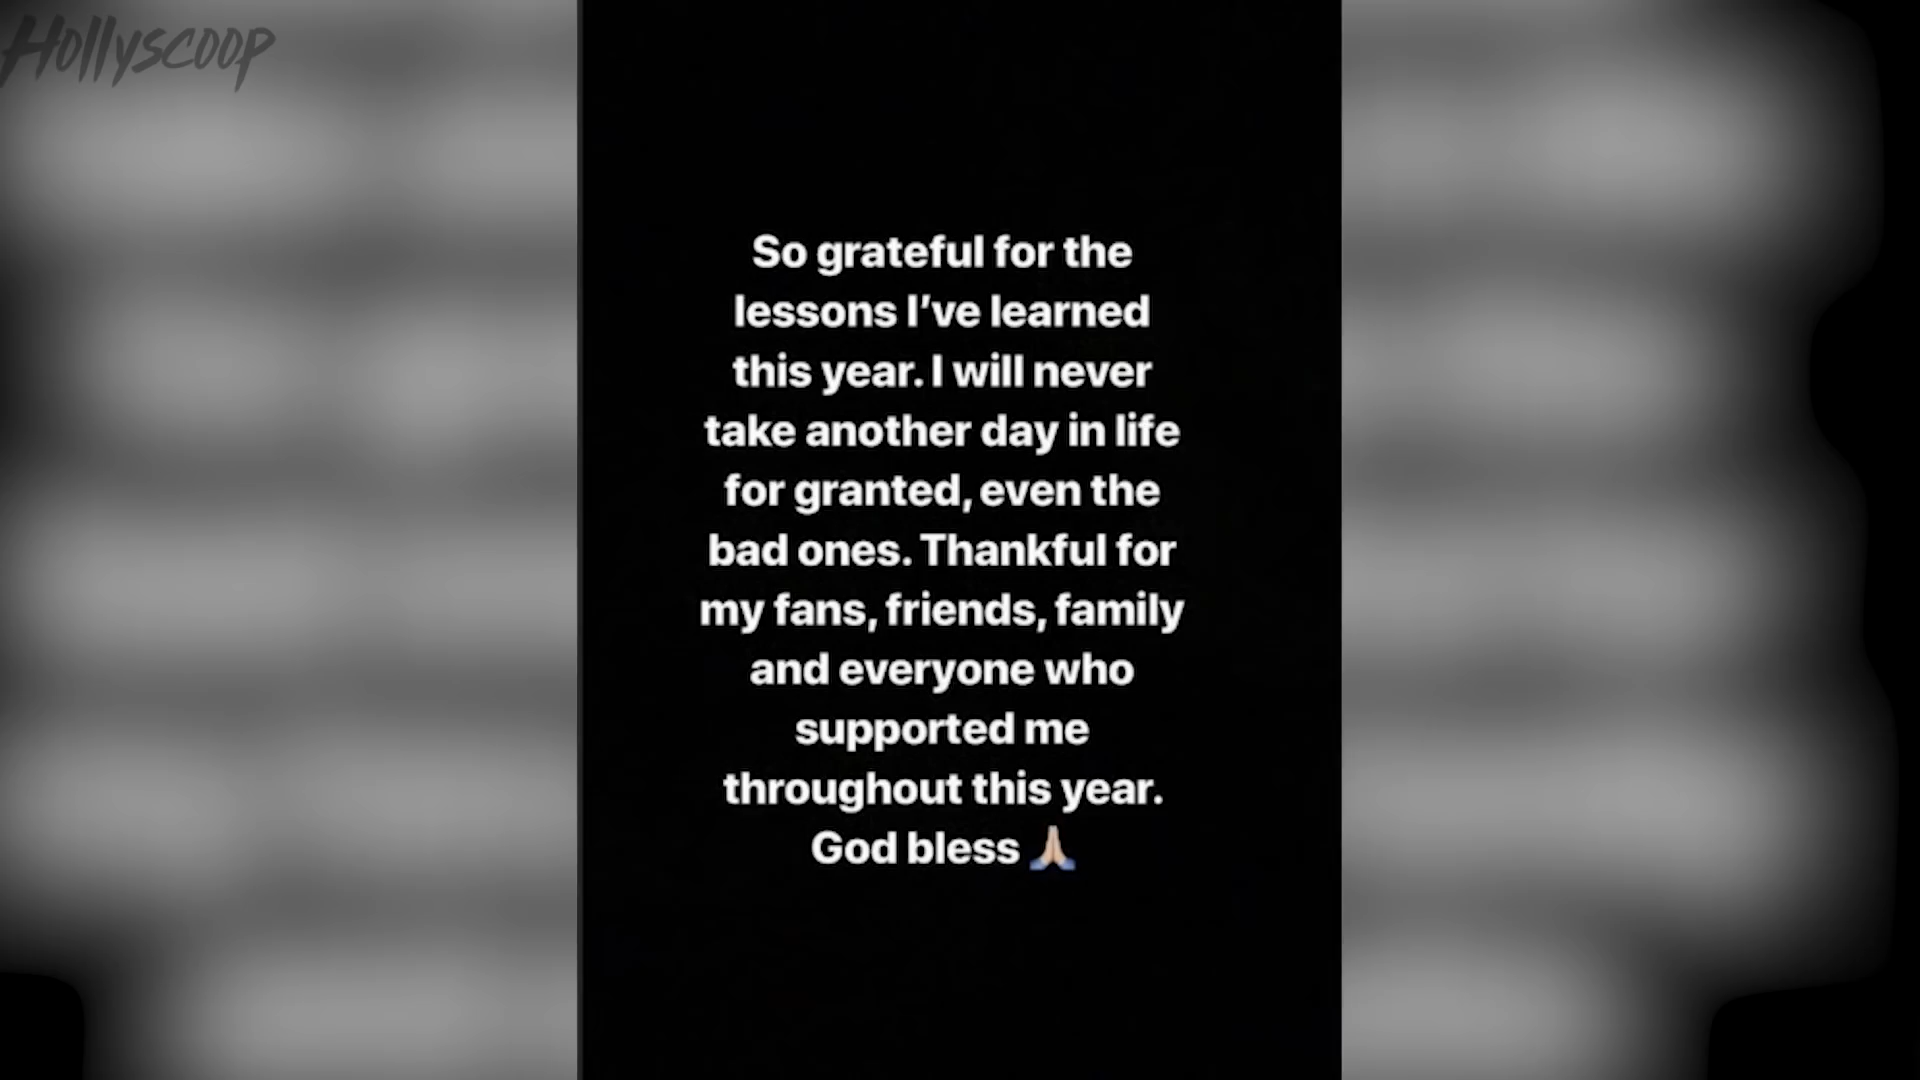 Hollyscoop
So grateful for the
lessons I’ve learned
this year. I will never
take another day in life
for granted, even the
bad ones. Thankful for
my fans, friends, family
and everyone who
supported me
throughout this year.
God bless 🙏🏼